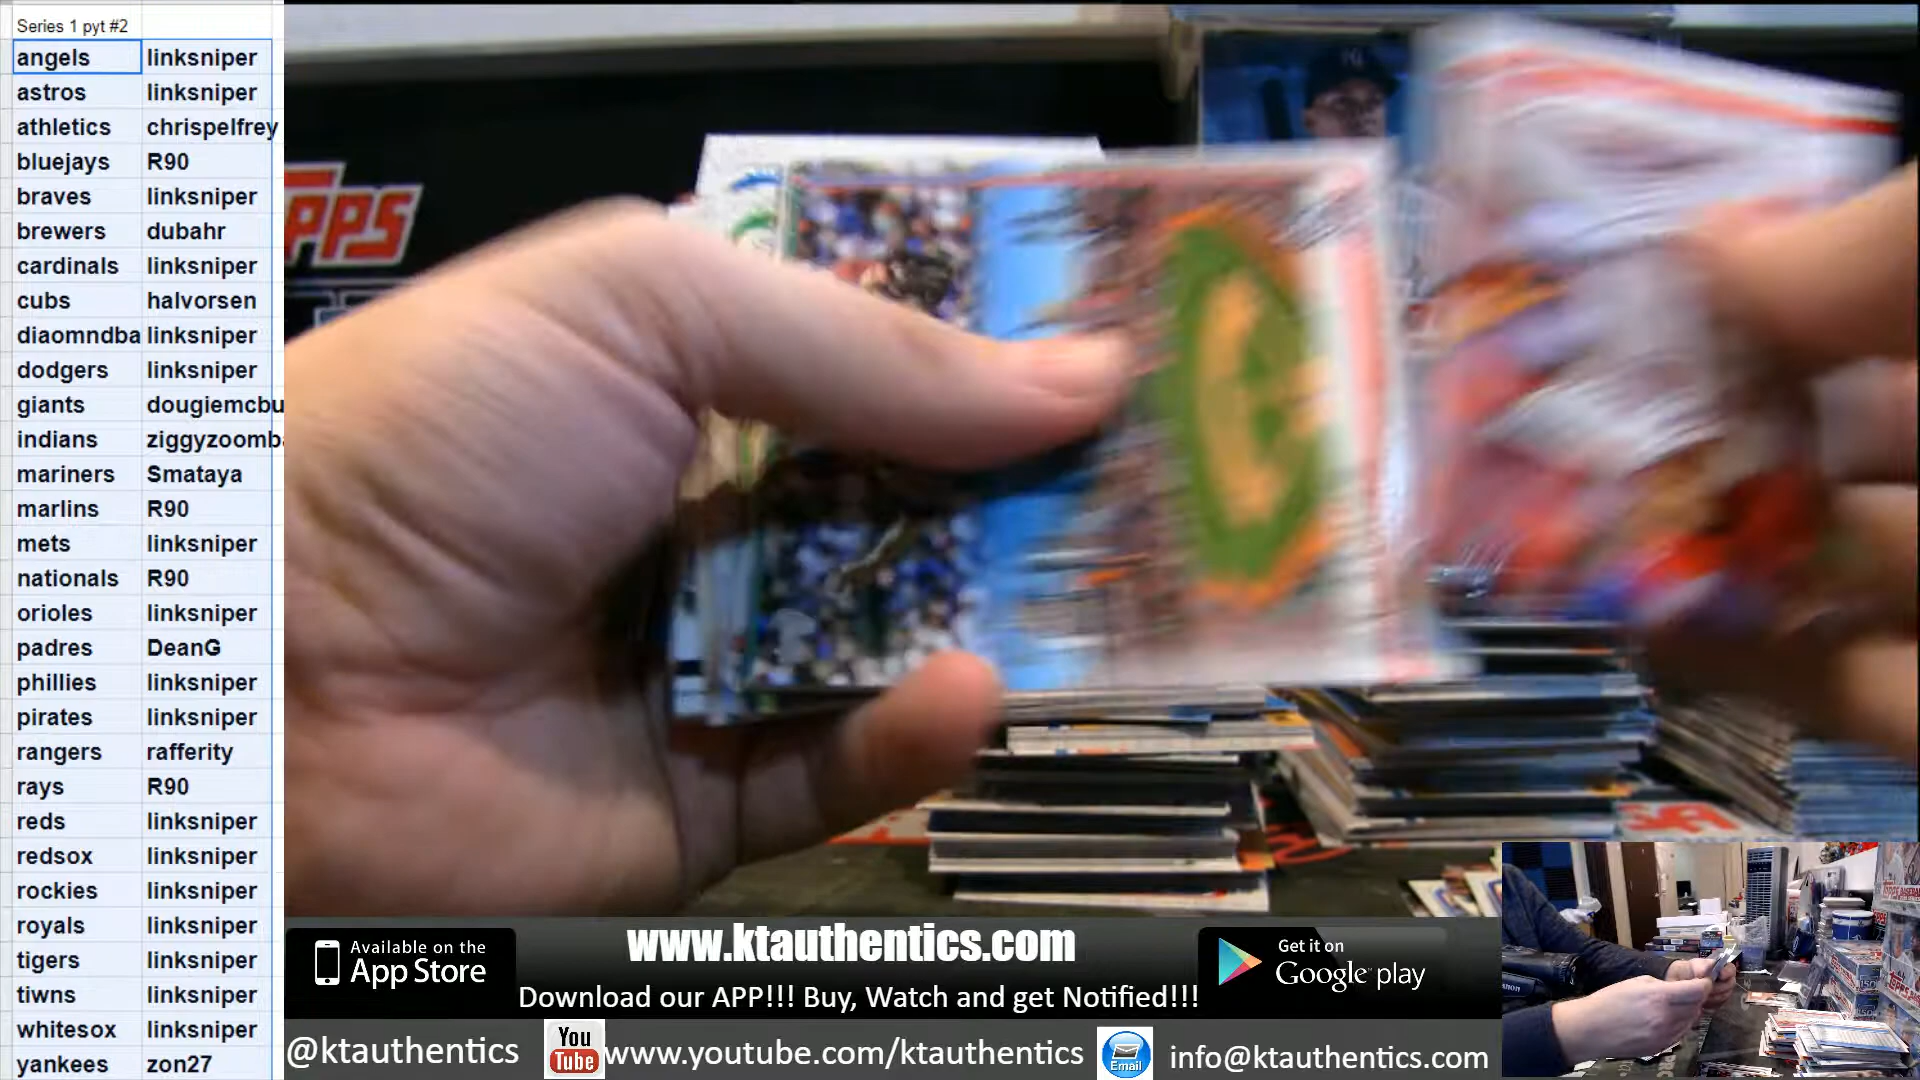 Series 1 pyt #2
angels linksniper
astros linksniper
athletics chrispelfrey
bluejays R90
braves linksniper
brewers dubahr
cardinals linksniper
cubs halvorsen
diaomndba linksniper
dodgers linksniper
giants dougiemcbu
indians ziggyzoomba
mariners Smataya
marlins R90
mets linksniper
nationals R90
orioles linksniper
padres DeanG
phillies linksniper
pirates linksniper
rangers rafferity
rays R90
reds linksniper
redsox linksniper
rockies linksniper
royals linksniper
tigers linksniper
tiwns linksniper
whitesox linksniper
yankees zon27
PPS
Available on the
App Store
www.ktauthentics.com
Get it on
Google play
Download our APP!!! Buy, Watch and get Notified!!!
@ktauthentics
You
Tube
www.youtube.com/ktauthentics
Email
info@ktauthentics.com